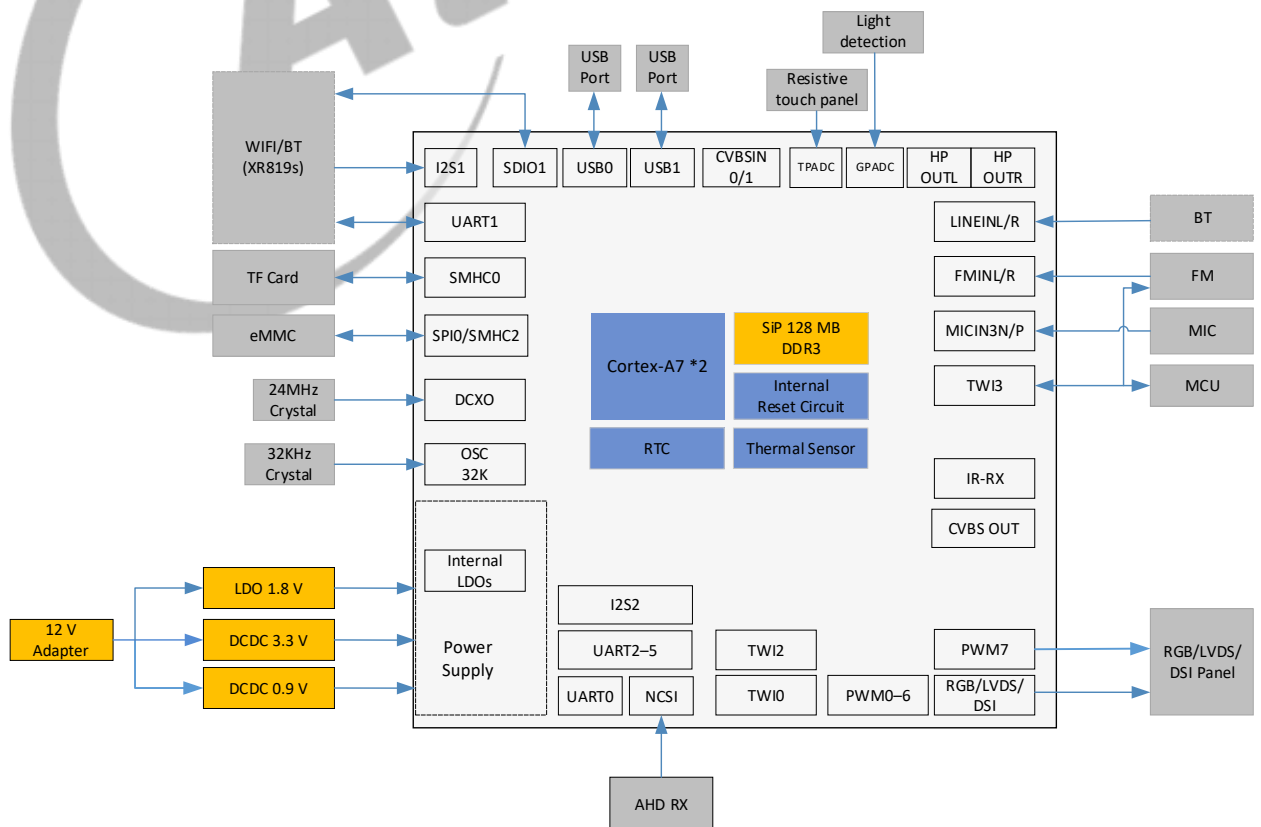 Light
detection
USB
Port
USB
Port
Resistive
touch panel
WIFI/BT
(XR819s)
I2S1
SDIO1
USB0
USB1
CVBSIN
0/1
TPADC
GPADC
HP
OUTL
HP
OUTR
UART1
LINEINL/R
BT
TF Card
SMHC0
FMINL/R
FM
eMMC
SPI0/SMHC2
Cortex-A7 *2
SiP 128 MB
DDR3
MICIN3N/P
MIC
24MHz
Crystal
DCXO
Internal
Reset Circuit
TWI3
MCU
32KHz
Crystal
OSC
32K
RTC
Thermal Sensor
IR-RX
CVBS OUT
Internal
LDOs
LDO 1.8 V
12 V
Adapter
DCDC 3.3 V
DCDC 0.9 V
Power
Supply
I2S2
UART2–5
TWI2
PWM7
RGB/LVDS/
DSI Panel
UART0
NCSI
TWI0
PWM0–6
RGB/LVDS/
DSI
AHD RX